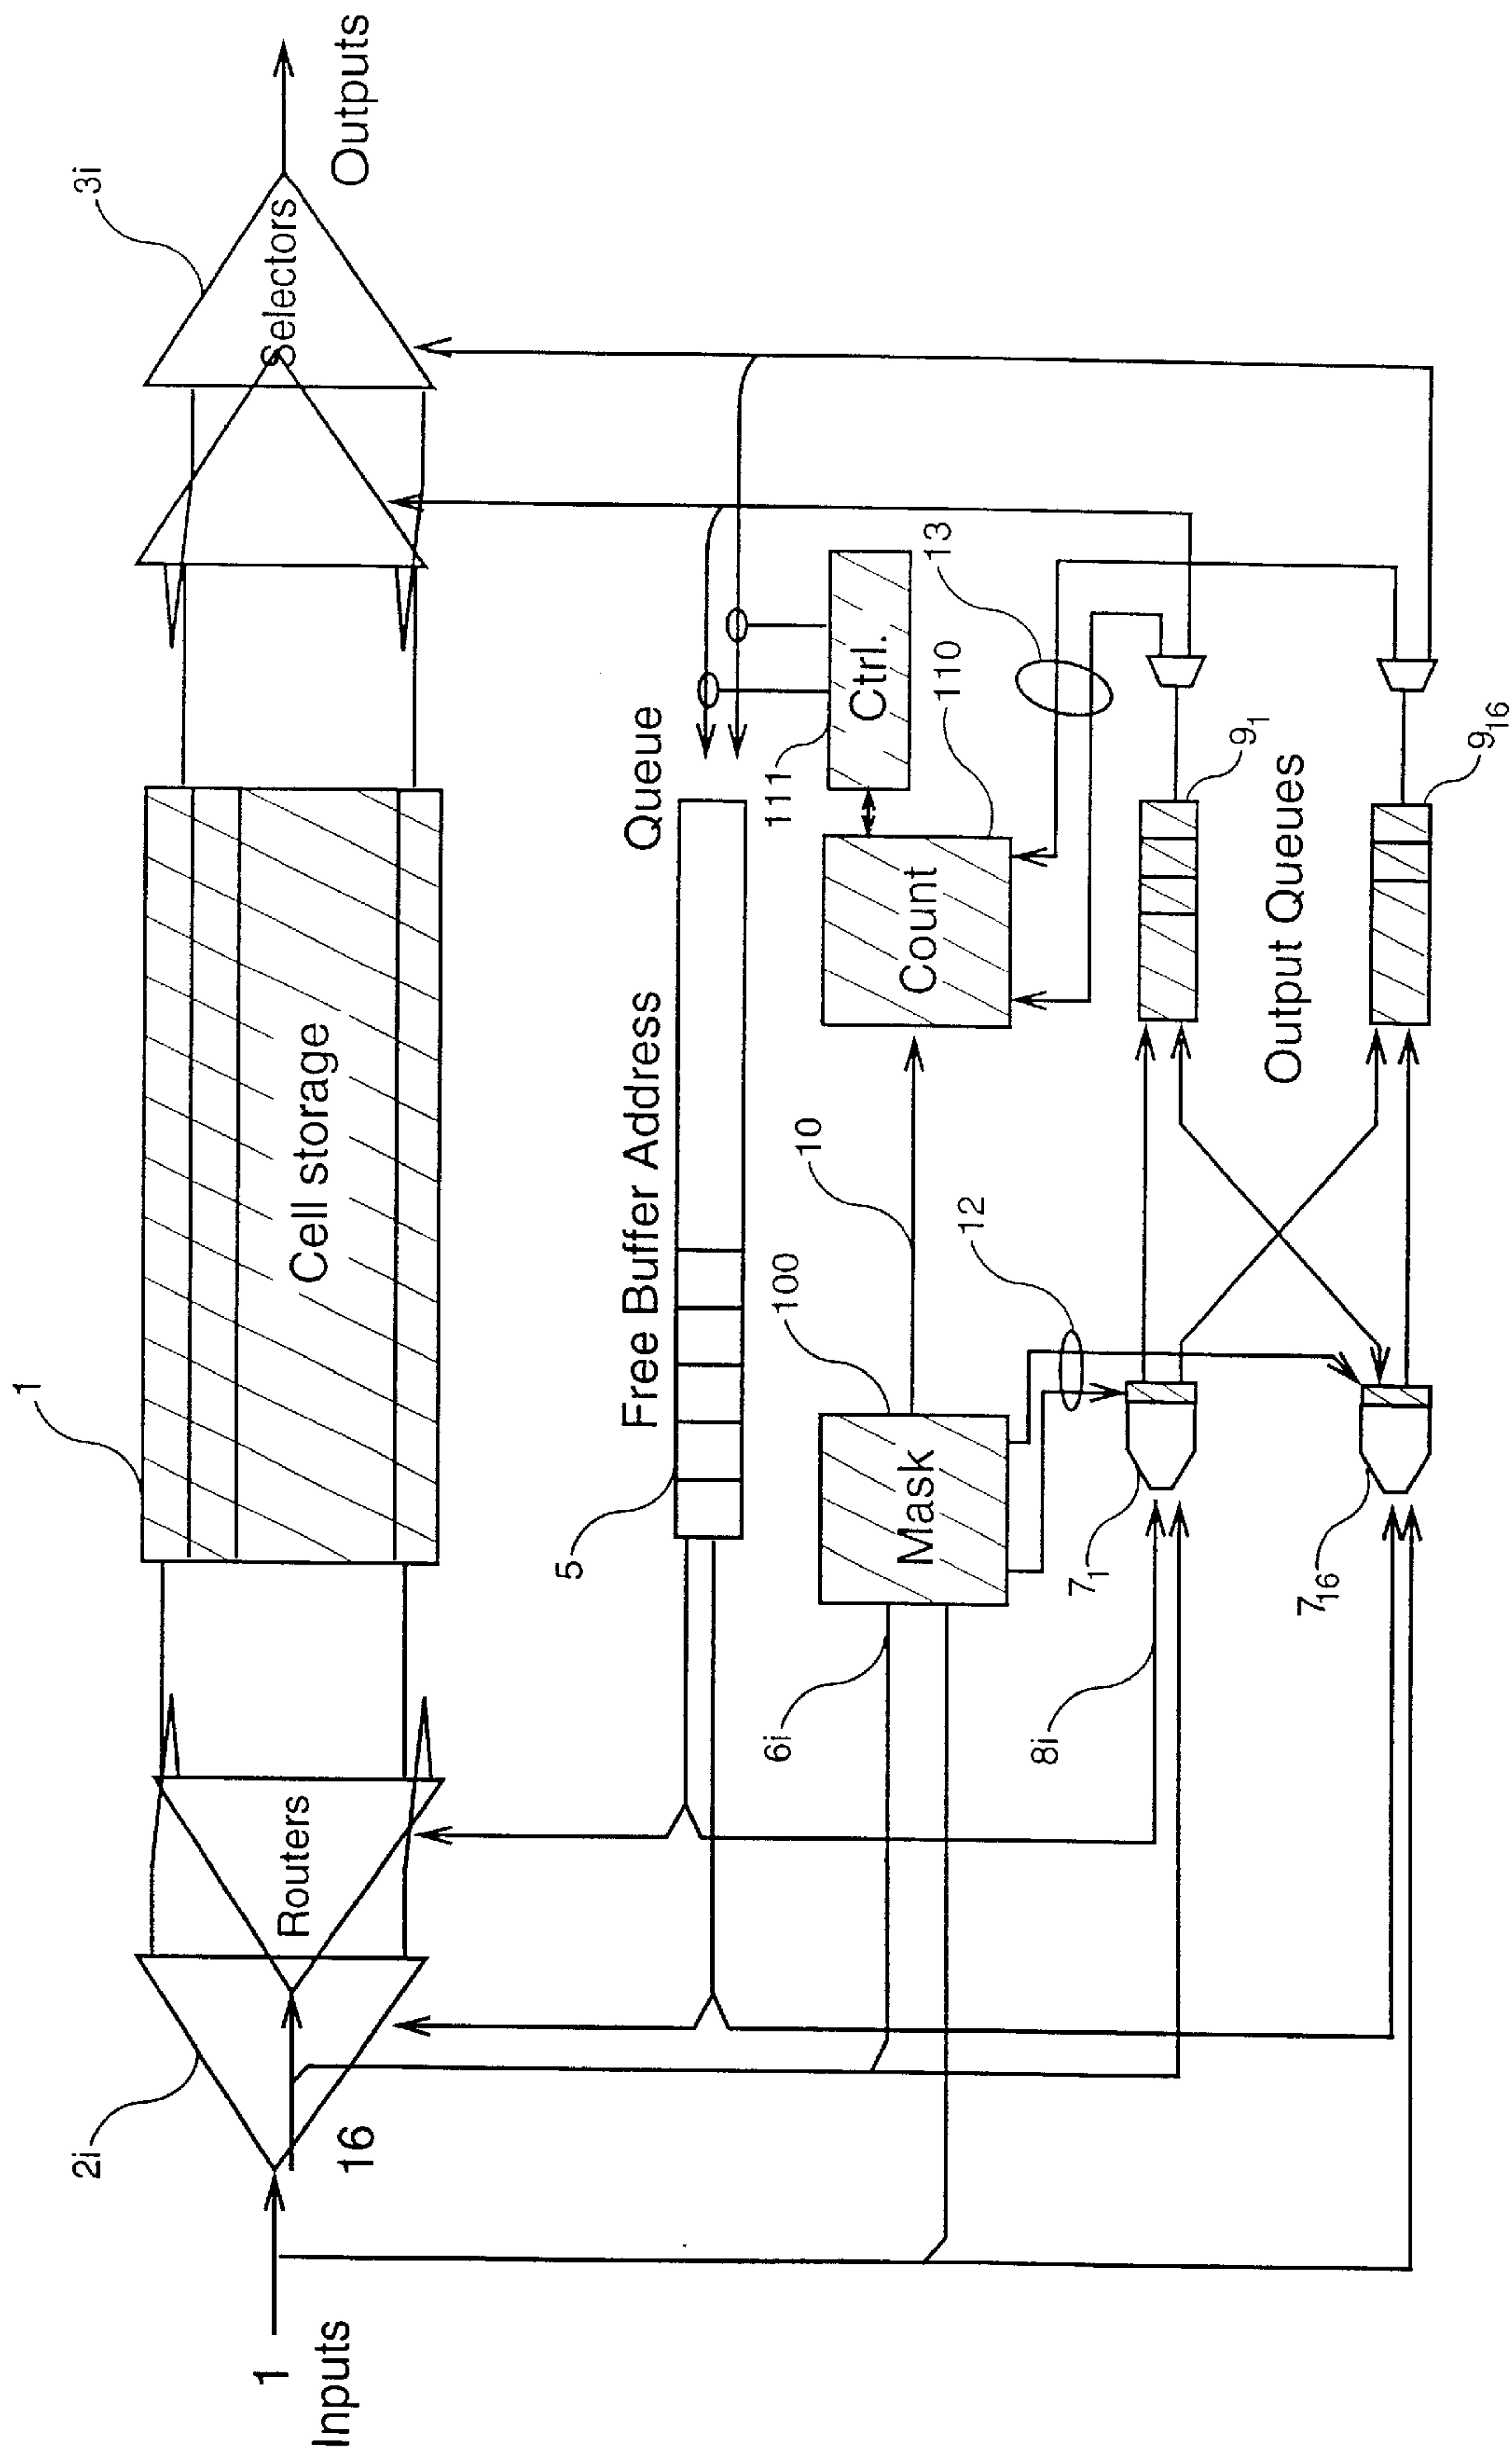 1
Inputs
16
2i
Routers
1
Cell storage
Selectors
3i
Outputs
5
Free Buffer Address Queue
6i
Mask
100
10
Count
110
111
Ctrl.
13
12
8i
7₁
7₁₆
9₁
Output Queues
9₁₆